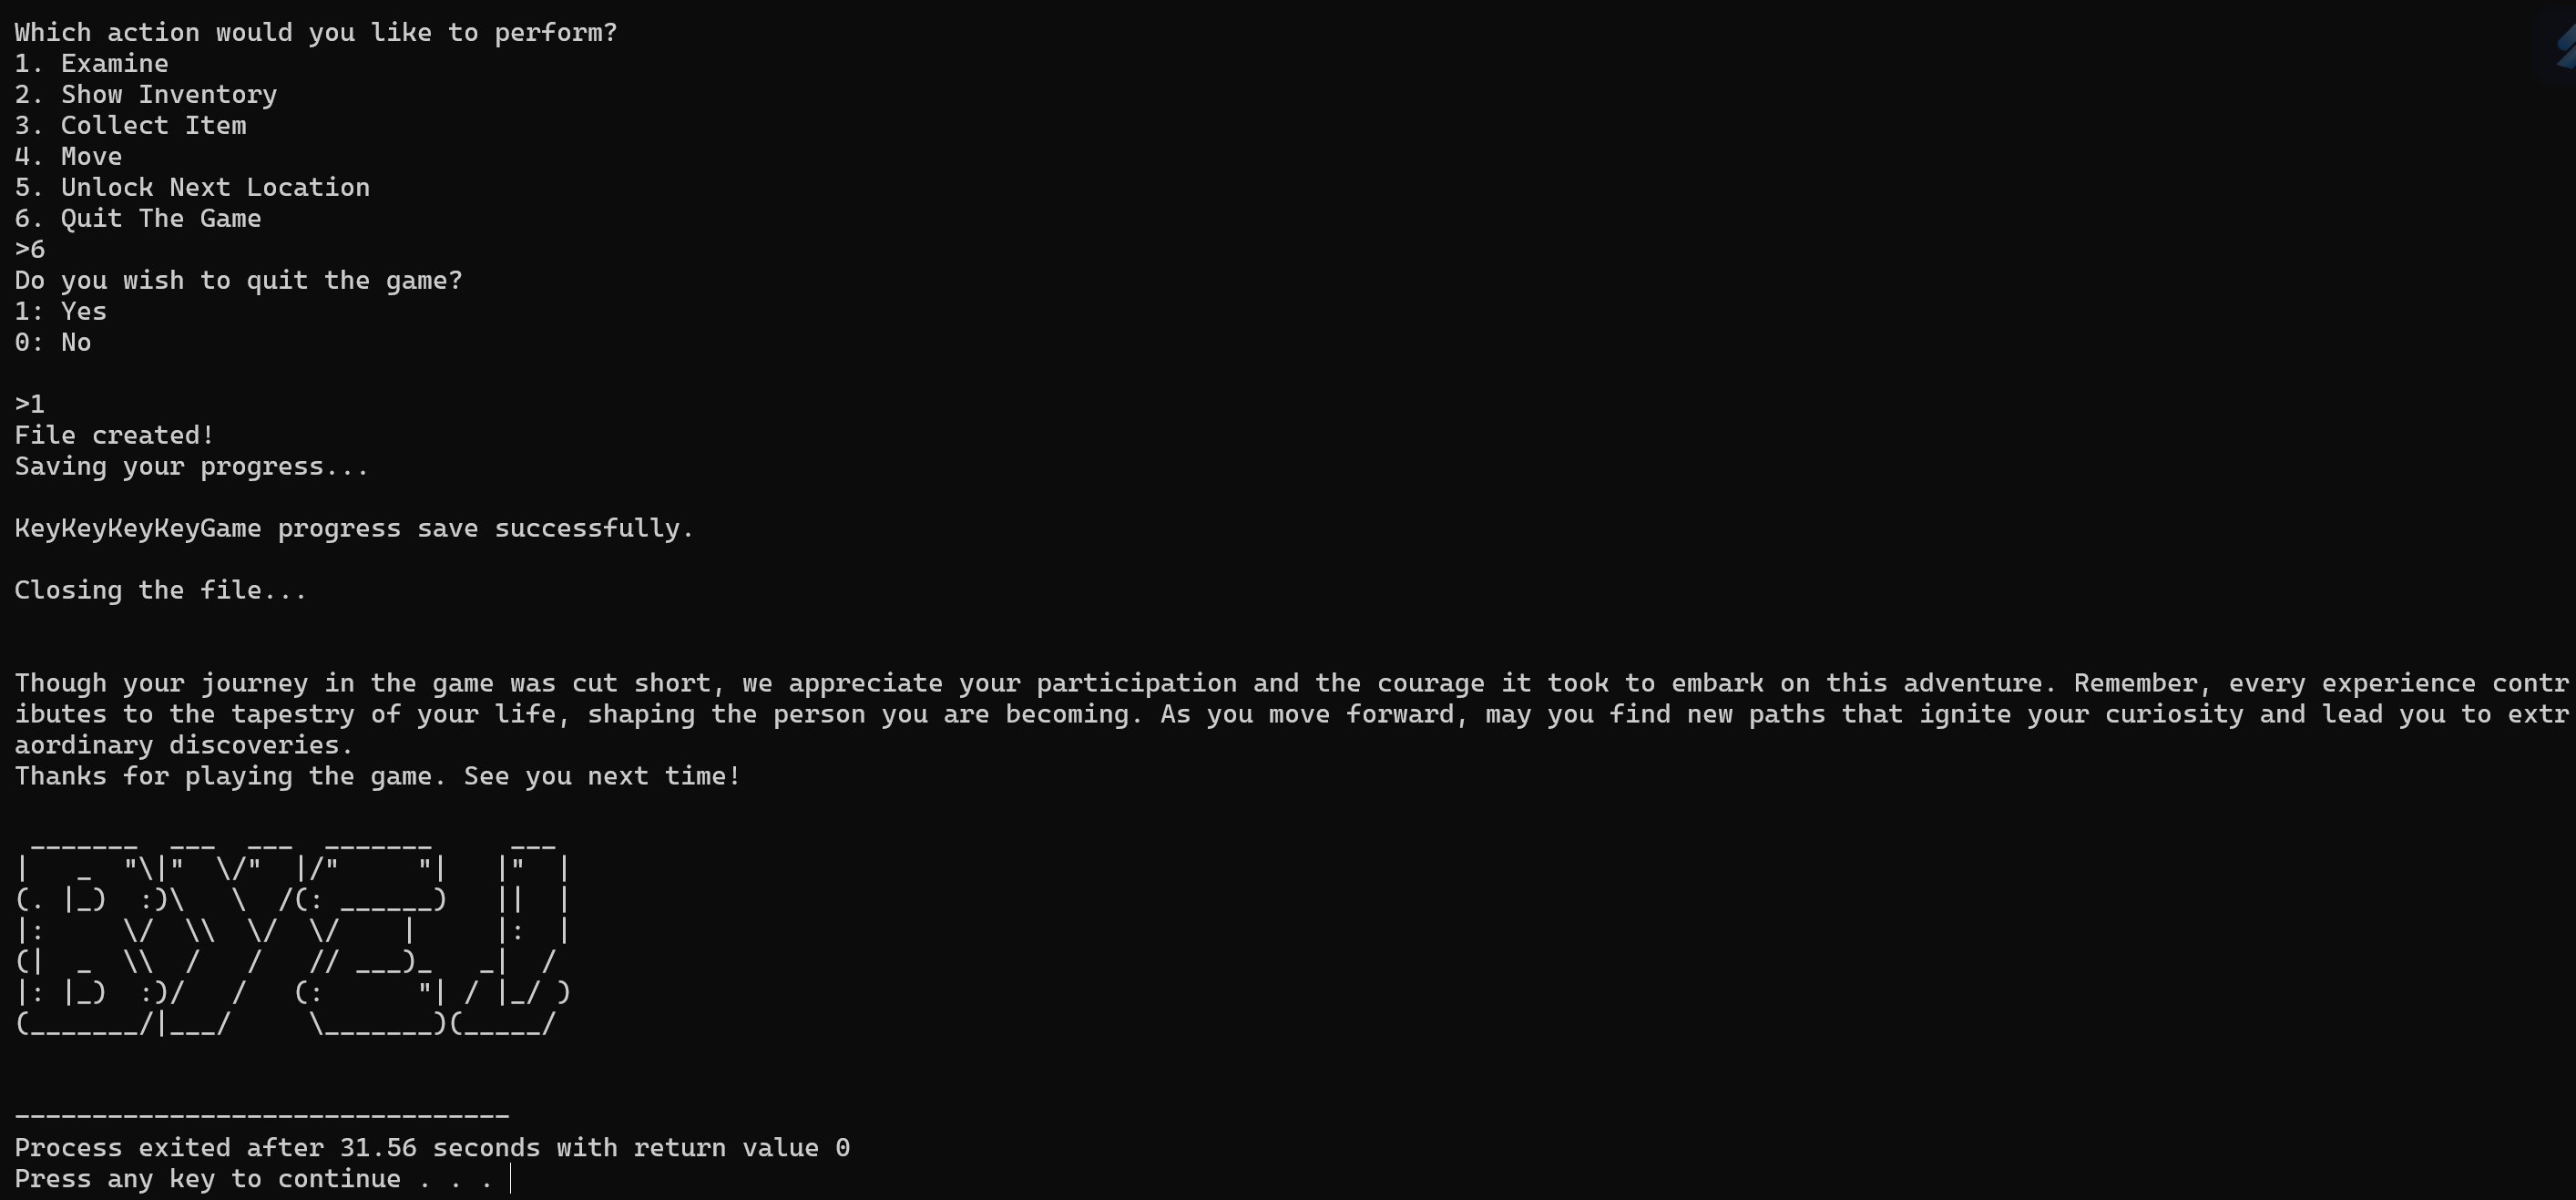 Which action would you like to perform?
1. Examine
2. Show Inventory
3. Collect Item
4. Move
5. Unlock Next Location
6. Quit The Game
>6
Do you wish to quit the game?
1: Yes
0: No
>1
File created!
Saving your progress...
KeyKeyKeyKeyGame progress save successfully.
Closing the file...
Though your journey in the game was cut short, we appreciate your participation and the courage it took to embark on this adventure. Remember, every experience contr
ibutes to the tapestry of your life, shaping the person you are becoming. As you move forward, may you find new paths that ignite your curiosity and lead you to extr
aordinary discoveries.
Thanks for playing the game. See you next time!
 _______  ___  ___  _______     ___
|   _  "\|"  \/"  |/"     "|   |"  |
(. |_)  :)\   \  /(: ______)   ||  |
|:     \/  \\  \/  \/    |     |:  |
(|  _  \\  /   /   // ___)_   _|  /
|: |_)  :)/   /   (:      "| / |_/ )
(_______/|___/     \_______)(_____/
--------------------------------
Process exited after 31.56 seconds with return value 0
Press any key to continue . . .